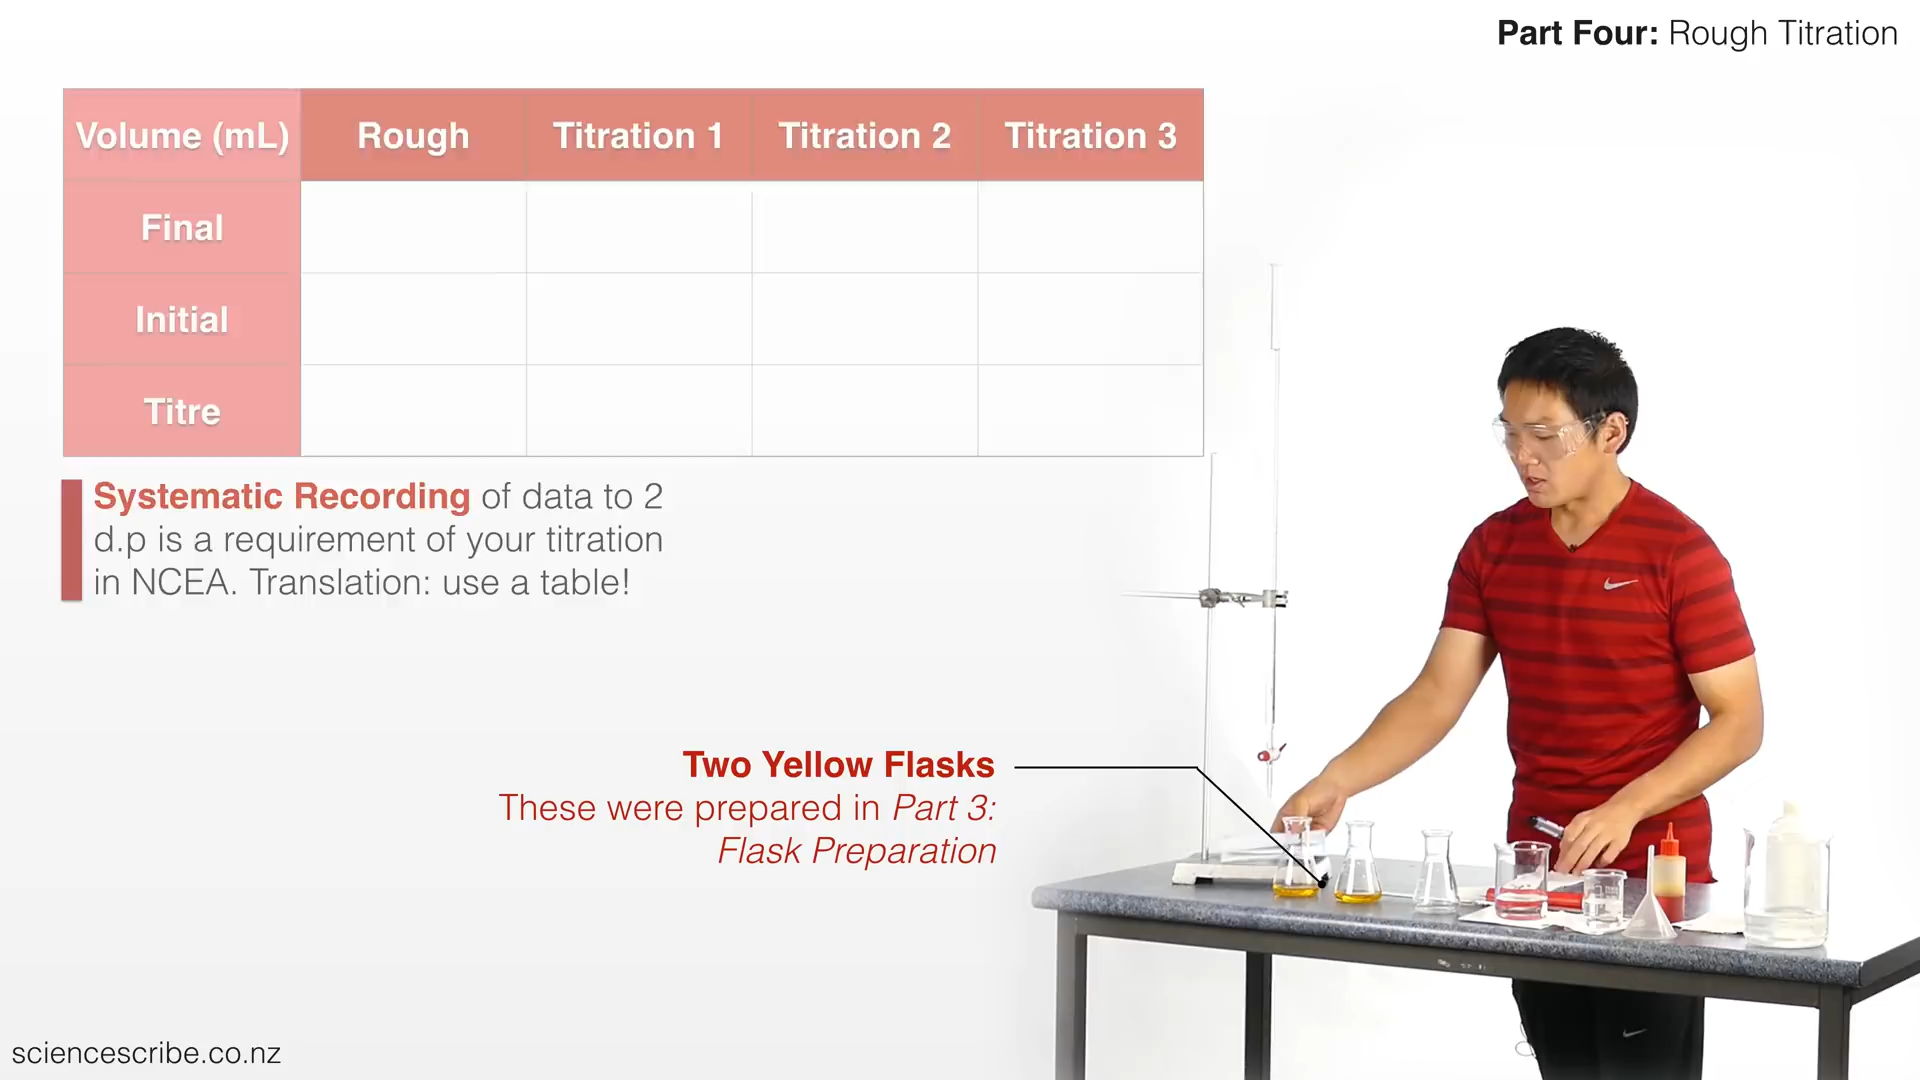 Part Four: Rough Titration
Volume (mL) Rough Titration 1 Titration 2 Titration 3
Final
Initial
Titre
Systematic Recording of data to 2
d.p is a requirement of your titration
in NCEA. Translation: use a table!
Two Yellow Flasks
These were prepared in Part 3:
Flask Preparation
sciencescribe.co.nz